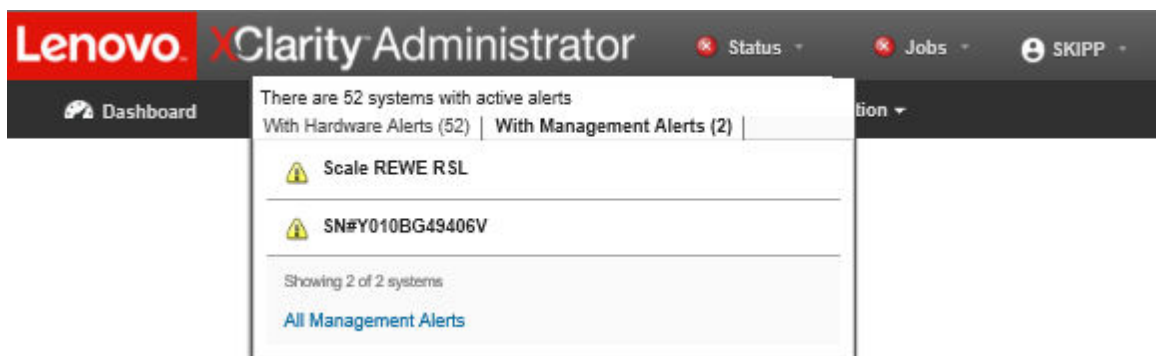 Lenovo. XClarity Administrator Status Jobs SKIPP
Dashboard
There are 52 systems with active alerts
tion
With Hardware Alerts (52) | With Management Alerts (2) |
Scale REWE RSL
SN#Y010BG49406V
Showing 2 of 2 systems
All Management Alerts